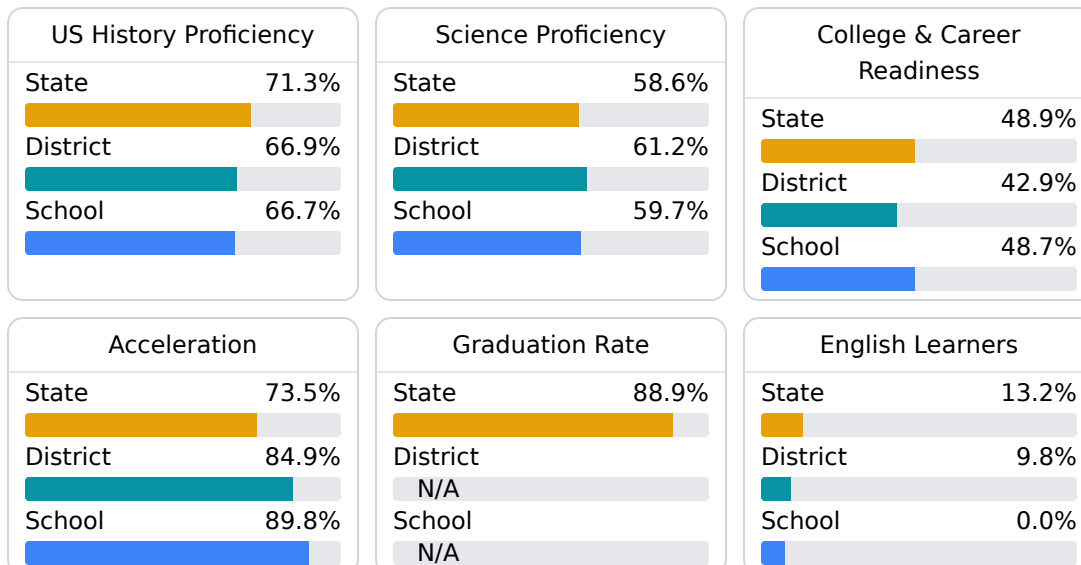 US History Proficiency
State 71.3%
District 66.9%
School 66.7%
Science Proficiency
State 58.6%
District 61.2%
School 59.7%
College & Career
Readiness
State 48.9%
District 42.9%
School 48.7%
Acceleration
State 73.5%
District 84.9%
School 89.8%
Graduation Rate
State 88.9%
District
N/A
School
N/A
English Learners
State 13.2%
District 9.8%
School 0.0%